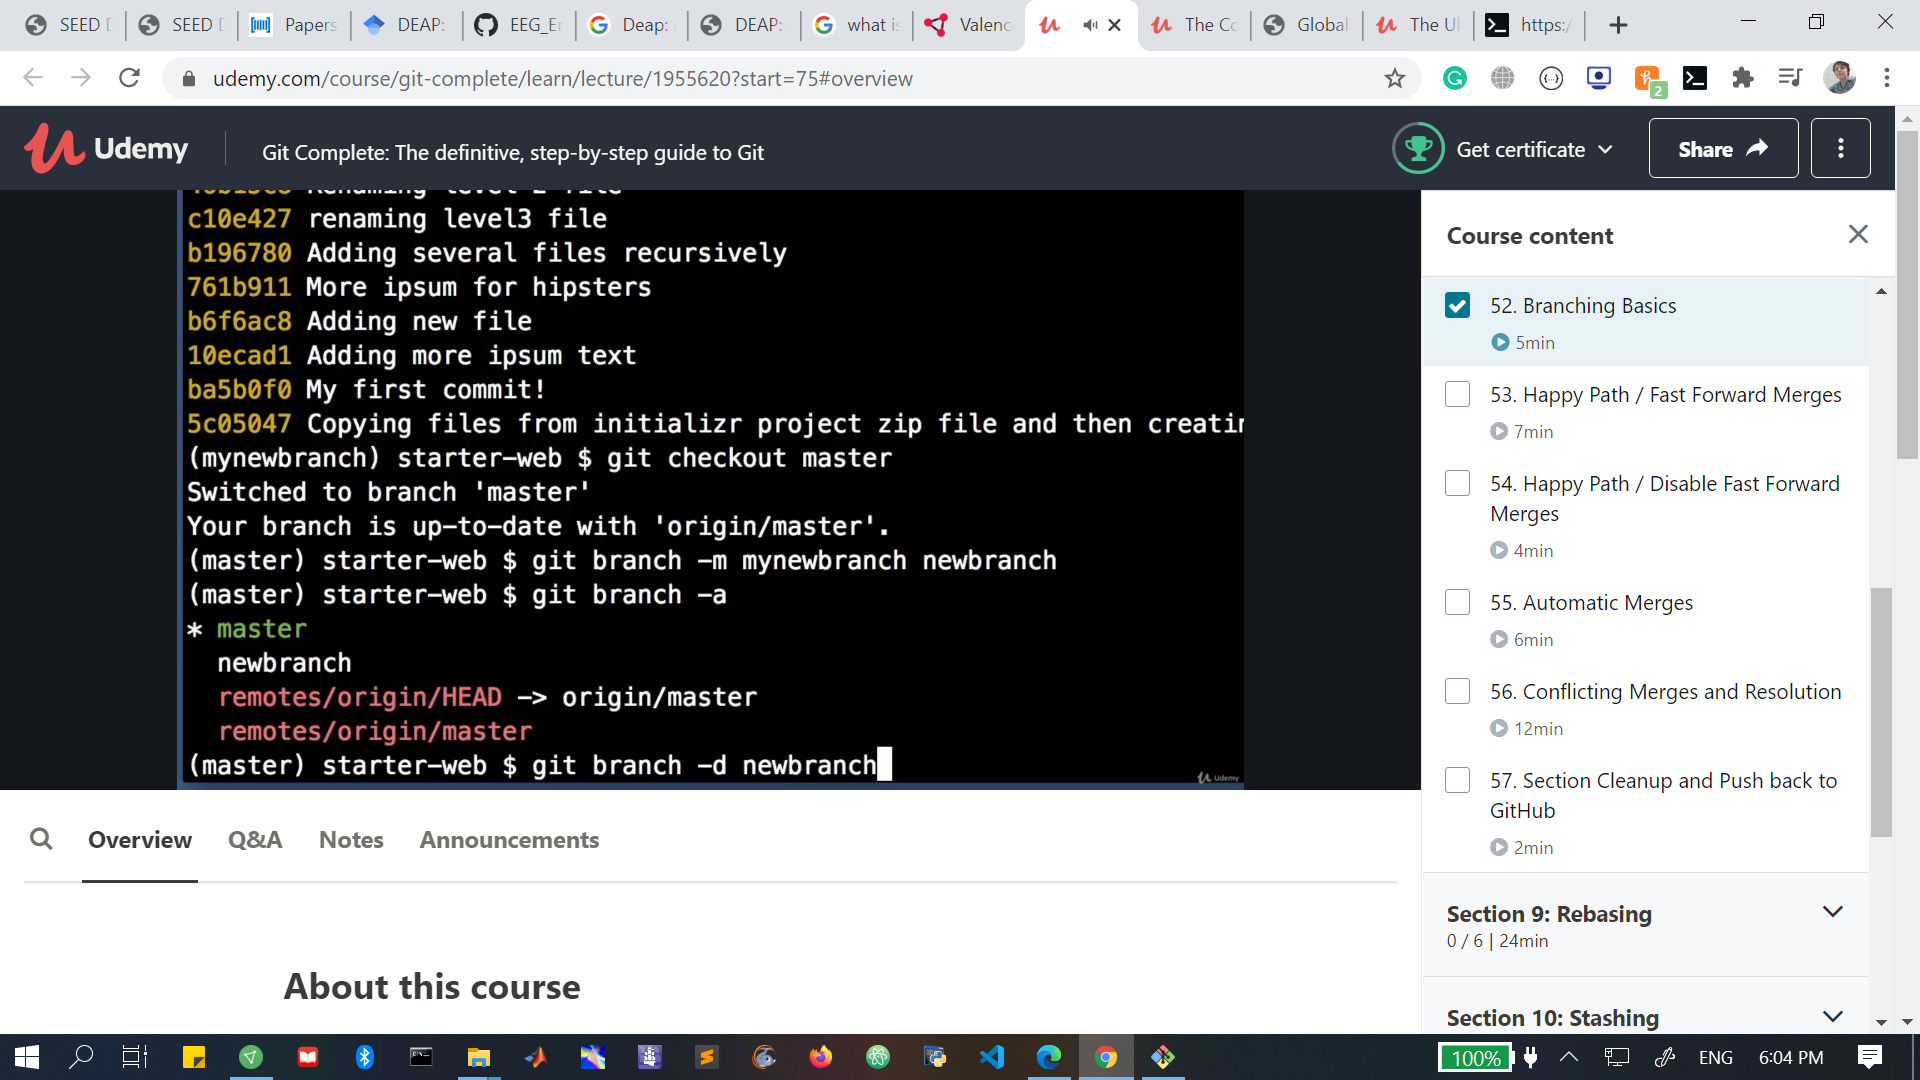 SEED D
SEED D
Papers
DEAP:
EEG_En
Deap: A
DEAP:
what is
Valenc
The Co
Global
The Ul
https:/
udemy.com/course/git-complete/learn/lecture/1955620?start=75#overview
2
Udemy
Git Complete: The definitive, step-by-step guide to Git
Get certificate
Share
c10e427 renaming level3 file
b196780 Adding several files recursively
761b911 More ipsum for hipsters
b6f6ac8 Adding new file
10ecad1 Adding more ipsum text
ba5b0f0 My first commit!
5c05047 Copying files from initializr project zip file and then creatin
(mynewbranch) starter-web $ git checkout master
Switched to branch 'master'
Your branch is up-to-date with 'origin/master'.
(master) starter-web $ git branch -m mynewbranch newbranch
(master) starter-web $ git branch -a
* master
newbranch
remotes/origin/HEAD -> origin/master
remotes/origin/master
(master) starter-web $ git branch -d newbranch
Udemy
Course content
52. Branching Basics
5min
53. Happy Path / Fast Forward Merges
7min
54. Happy Path / Disable Fast Forward
Merges
4min
55. Automatic Merges
6min
56. Conflicting Merges and Resolution
12min
57. Section Cleanup and Push back to
GitHub
2min
Section 9: Rebasing
0 / 6 | 24min
Section 10: Stashing
Overview
Q&A
Notes
Announcements
About this course
100%
ENG
6:04 PM